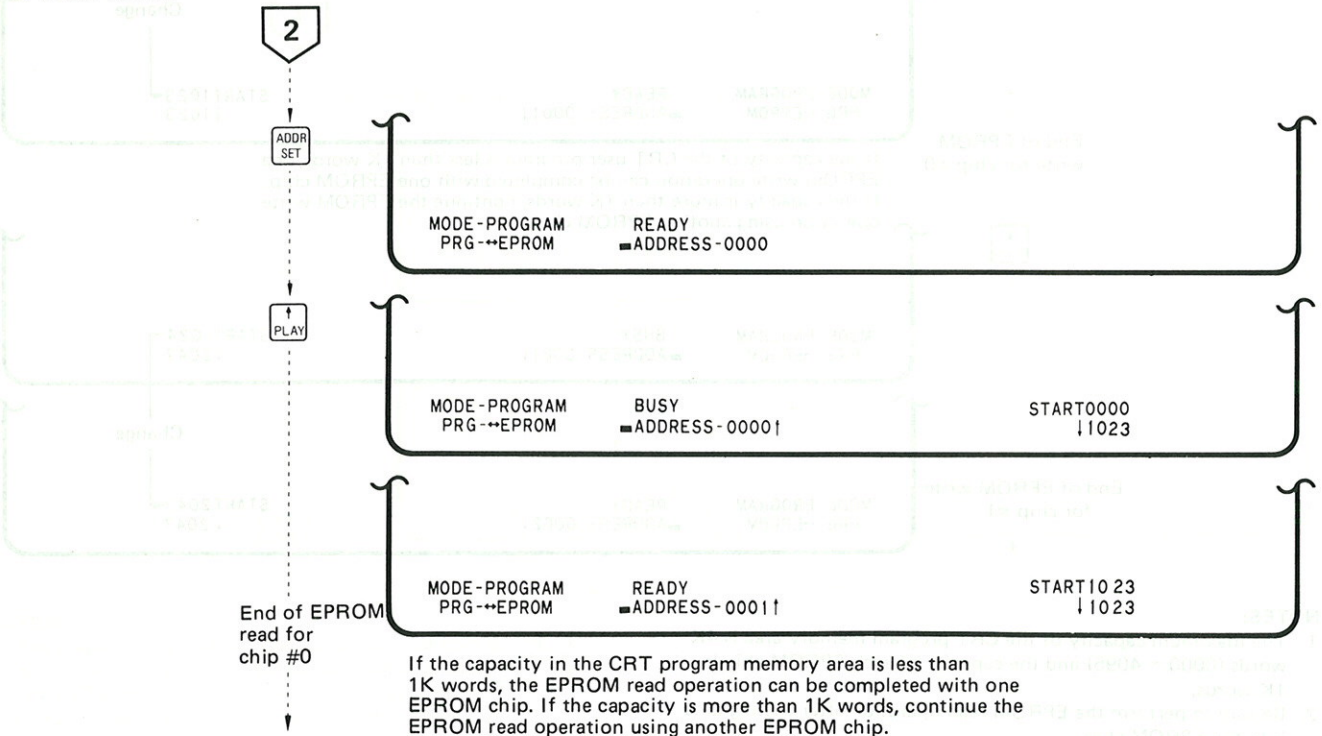 2
ADDR
SET
MODE-PROGRAM READY
PRG-↔EPROM ▬ADDRESS-0000
↑
PLAY
MODE-PROGRAM BUSY START0000
PRG-↔EPROM ▬ADDRESS-0000↑ ↓1023
MODE-PROGRAM READY START1023
PRG-↔EPROM ▬ADDRESS-0001↑ ↓1023
End of EPROM
read for
chip #0
If the capacity in the CRT program memory area is less than
1K words, the EPROM read operation can be completed with one
EPROM chip. If the capacity is more than 1K words, continue the
EPROM read operation using another EPROM chip.